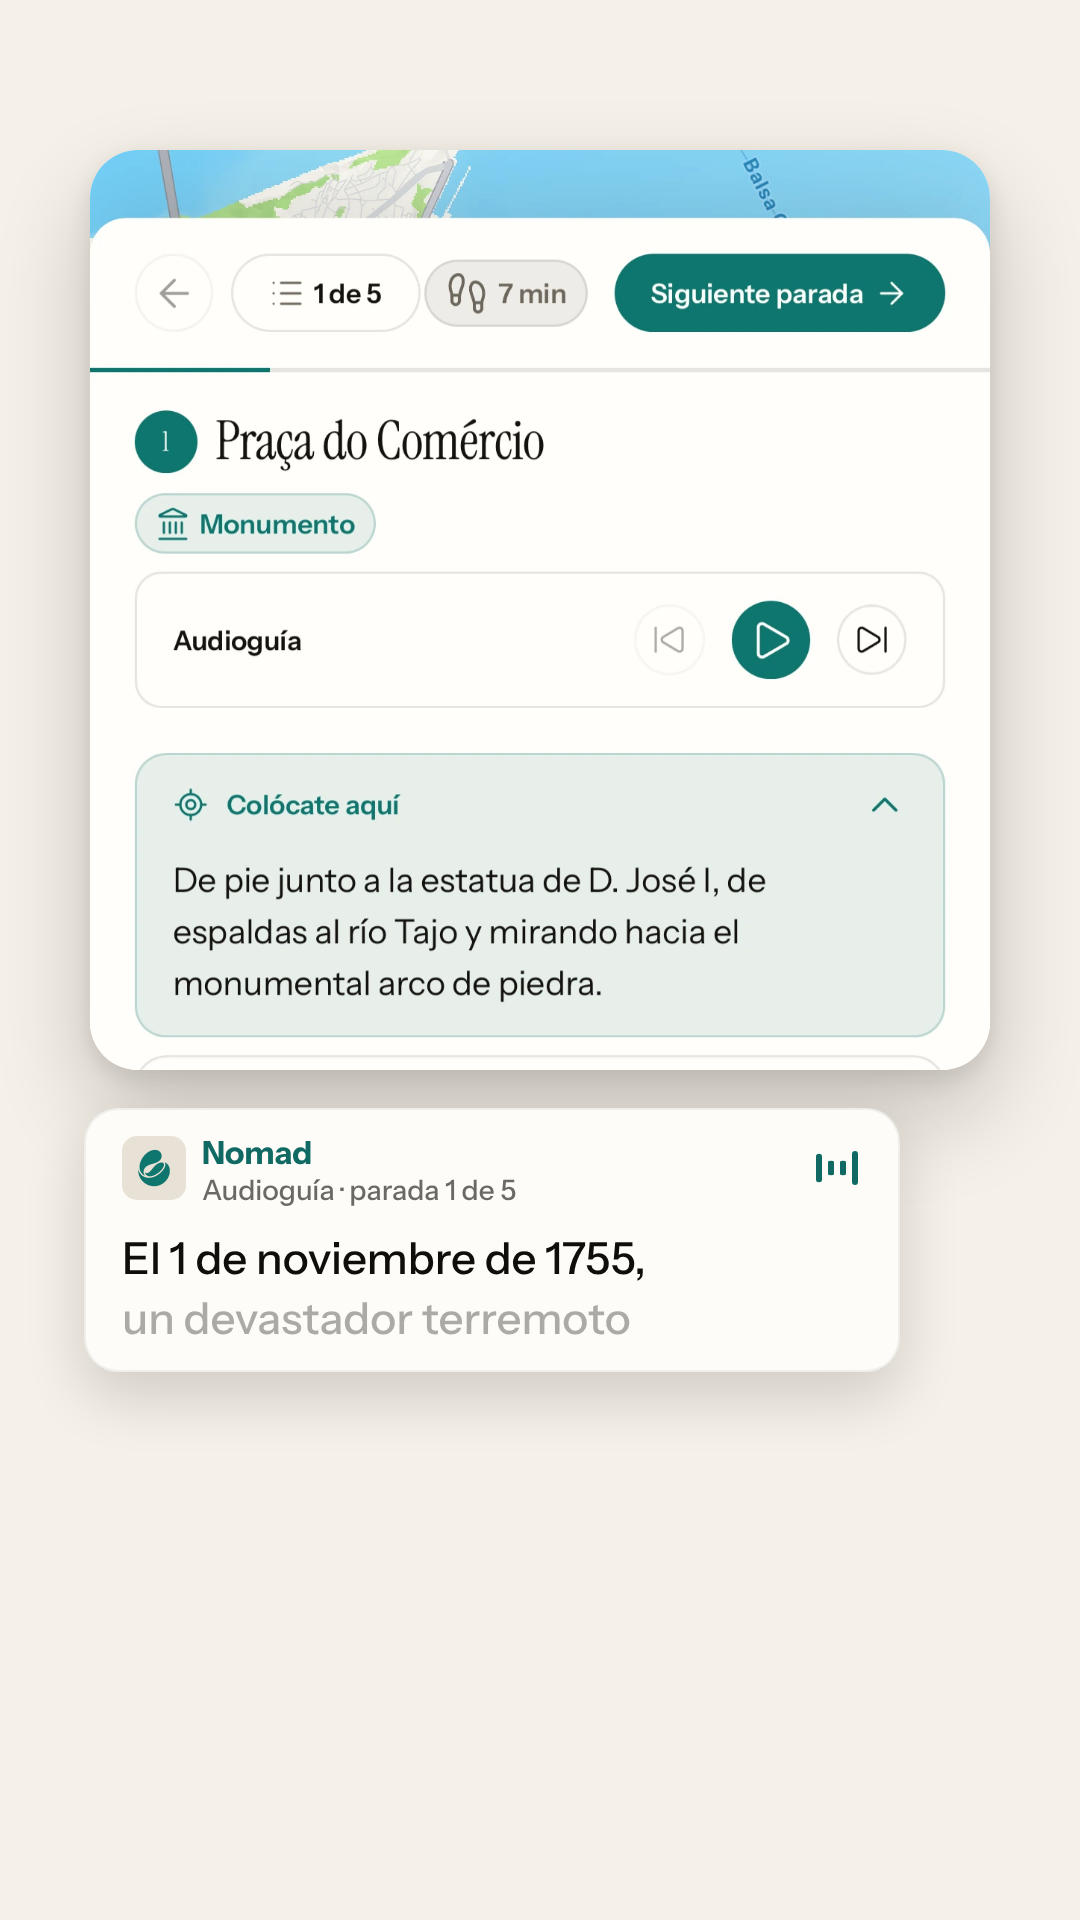 Balsa
1 de 5
7 min
Siguiente parada
1
Praça do Comércio
Monumento
Audioguía
Colócate aquí
De pie junto a la estatua de D. José I, de
espaldas al río Tajo y mirando hacia el
monumental arco de piedra.
Nomad
Audioguía · parada 1 de 5
El 1 de noviembre de 1755,
un devastador terremoto